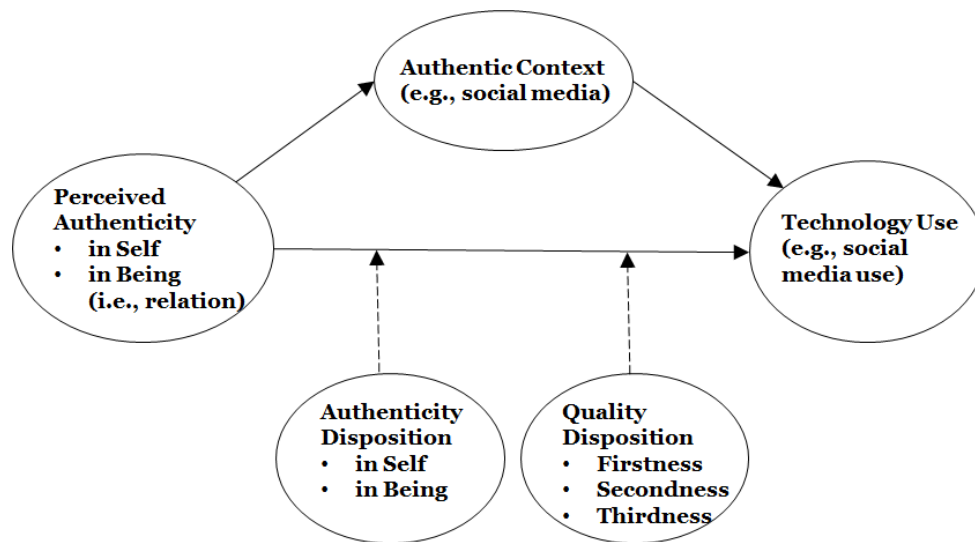 Authentic Context
(e.g., social media)
Perceived
Authenticity
• in Self
• in Being
(i.e., relation)
Technology Use
(e.g., social
media use)
Authenticity
Disposition
• in Self
• in Being
Quality
Disposition
• Firstness
• Secondness
• Thirdness